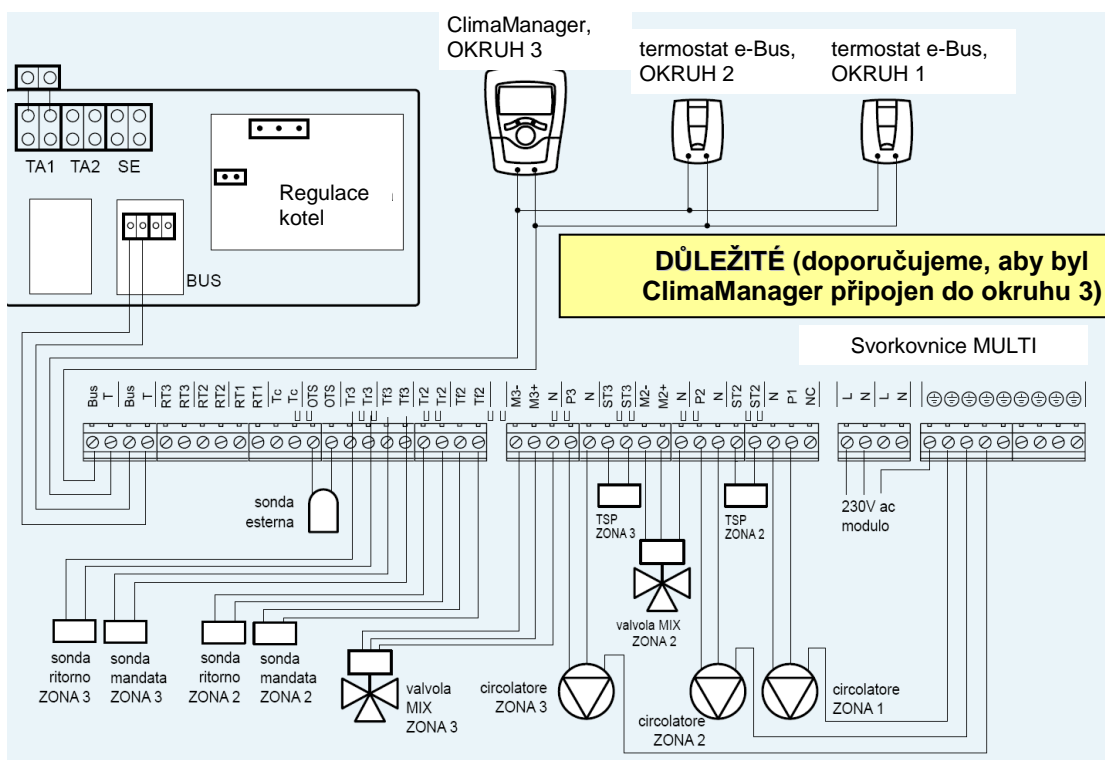 ClimaManager,
OKRUH 3
termostat e-Bus,
OKRUH 2
termostat e-Bus,
OKRUH 1
TA1 TA2 SE
Regulace
kotel
BUS
DŮLEŽITÉ (doporučujeme, aby byl
ClimaManager připojen do okruhu 3)
Svorkovnice MULTI
Bus T Bus T RT3 RT3 RT2 RT2 RT1 RT1 Tc Tc OTS OTS Tr3 Tr3 Tf3 Tf3 Tr2 Tr2 Tf2 Tf2 M3- M3+ N P3 N ST3 ST3 M2- M2+ N P2 N ST2 ST2 N P1 NC L N L N
sonda
esterna
TSP
ZONA 3
TSP
ZONA 2
230V ac
modulo
valvola MIX
ZONA 2
sonda
ritorno
ZONA 3
sonda
mandata
ZONA 3
sonda
ritorno
ZONA 2
sonda
mandata
ZONA 2
valvola
MIX
ZONA 3
circolatore
ZONA 3
circolatore
ZONA 2
circolatore
ZONA 1